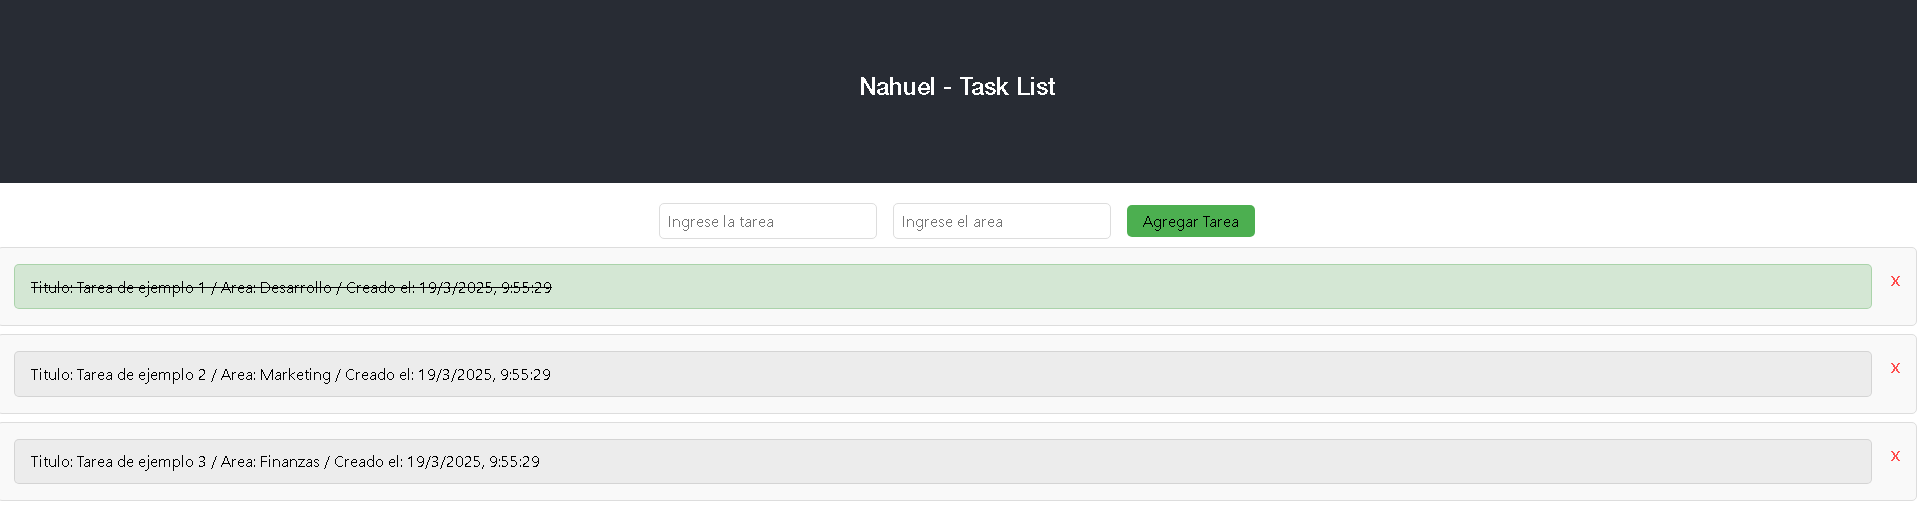 Nahuel - Task List
Ingrese la tarea Ingrese el area Agregar Tarea
Titulo: Tarea de ejemplo 1 / Area: Desarrollo / Creado el: 19/3/2025, 9:55:29 X
Titulo: Tarea de ejemplo 2 / Area: Marketing / Creado el: 19/3/2025, 9:55:29 X
Titulo: Tarea de ejemplo 3 / Area: Finanzas / Creado el: 19/3/2025, 9:55:29 X